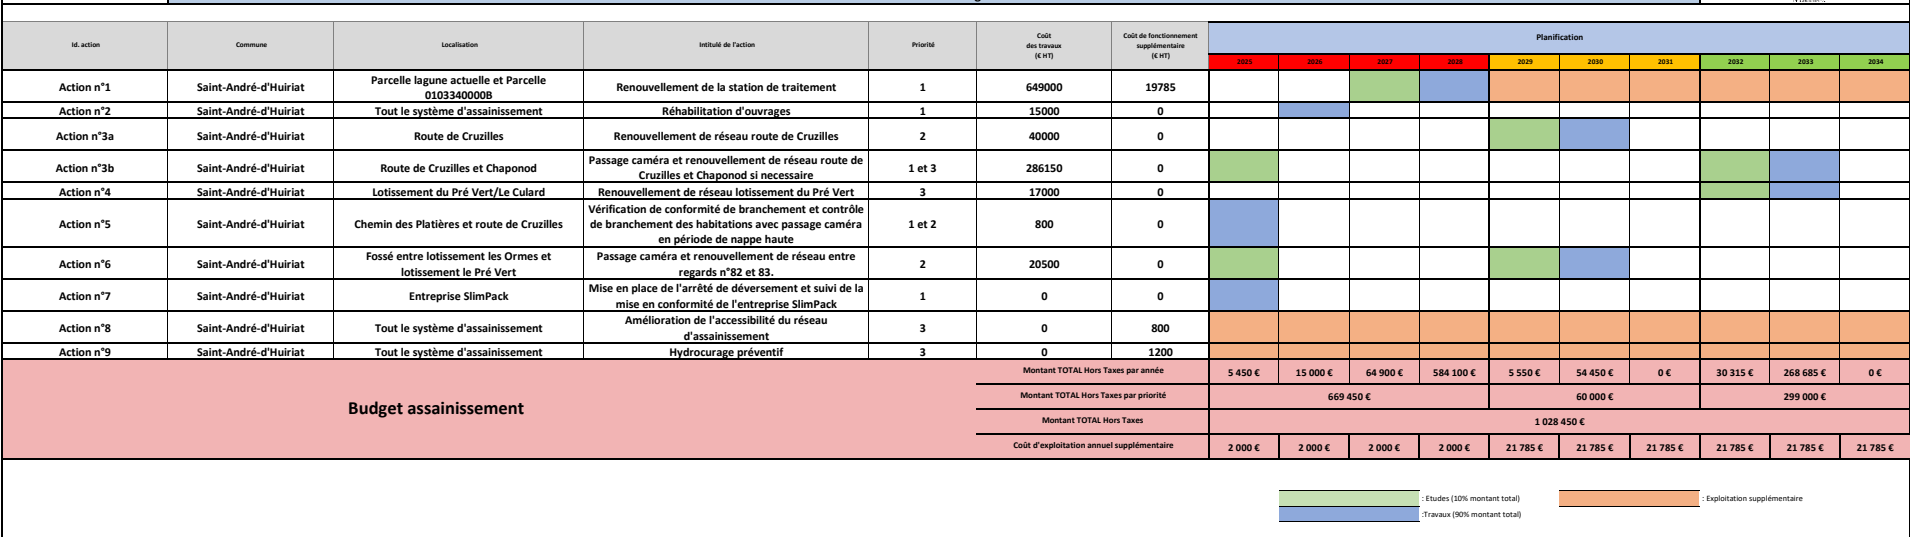 Id. action Commune Localisation Intitulé de l'action Priorité Coût des travaux (€ HT) Coût de fonctionnement supplémentaire (€ HT) Planification
2025 2026 2027 2028 2029 2030 2031 2032 2033 2034
Action n°1 Saint-André-d'Huiriat Parcelle lagune actuelle et Parcelle 0103340000B Renouvellement de la station de traitement 1 649000 19785
Action n°2 Saint-André-d'Huiriat Tout le système d'assainissement Réhabilitation d'ouvrages 1 15000 0
Action n°3a Saint-André-d'Huiriat Route de Cruzilles Renouvellement de réseau route de Cruzilles 2 40000 0
Action n°3b Saint-André-d'Huiriat Route de Cruzilles et Chaponod Passage caméra et renouvellement de réseau route de Cruzilles et Chaponod si necessaire 1 et 3 286150 0
Action n°4 Saint-André-d'Huiriat Lotissement du Pré Vert/Le Culard Renouvellement de réseau lotissement du Pré Vert 3 17000 0
Action n°5 Saint-André-d'Huiriat Chemin des Platières et route de Cruzilles Vérification de conformité de branchement et contrôle de branchement des habitations avec passage caméra en période de nappe haute 1 et 2 800 0
Action n°6 Saint-André-d'Huiriat Fossé entre lotissement les Ormes et lotissement le Pré Vert Passage caméra et renouvellement de réseau entre regards n°82 et 83. 2 20500 0
Action n°7 Saint-André-d'Huiriat Entreprise SlimPack Mise en place de l'arrêté de déversement et suivi de la mise en conformité de l'entreprise SlimPack 1 0 0
Action n°8 Saint-André-d'Huiriat Tout le système d'assainissement Amélioration de l'accessibilité du réseau d'assainissement 3 0 800
Action n°9 Saint-André-d'Huiriat Tout le système d'assainissement Hydrocurage préventif 3 0 1200
Budget assainissement
Montant TOTAL Hors Taxes par année 5 450 € 15 000 € 64 900 € 584 100 € 5 550 € 54 450 € 0 € 30 315 € 268 685 € 0 €
Montant TOTAL Hors Taxes par priorité 669 450 € 60 000 € 299 000 €
Montant TOTAL Hors Taxes 1 028 450 €
Coût d'exploitation annuel supplémentaire 2 000 € 2 000 € 2 000 € 2 000 € 21 785 € 21 785 € 21 785 € 21 785 € 21 785 € 21 785 €
: Etudes (10% montant total) : Exploitation supplémentaire
:Travaux (90% montant total)